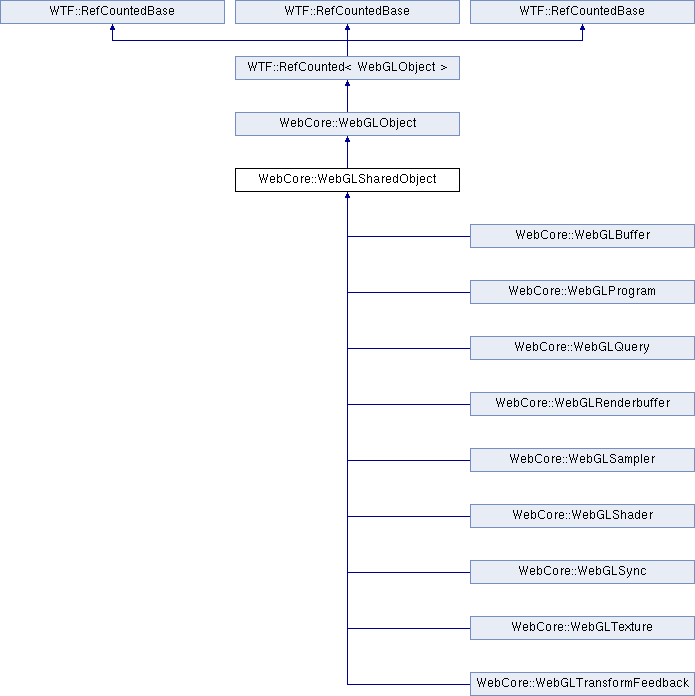 WTF::RefCountedBase
WTF::RefCountedBase
WTF::RefCountedBase
WTF::RefCounted< WebGLObject >
WebCore::WebGLObject
WebCore::WebGLSharedObject
WebCore::WebGLBuffer
WebCore::WebGLProgram
WebCore::WebGLQuery
WebCore::WebGLRenderbuffer
WebCore::WebGLSampler
WebCore::WebGLShader
WebCore::WebGLSync
WebCore::WebGLTexture
WebCore::WebGLTransformFeedback